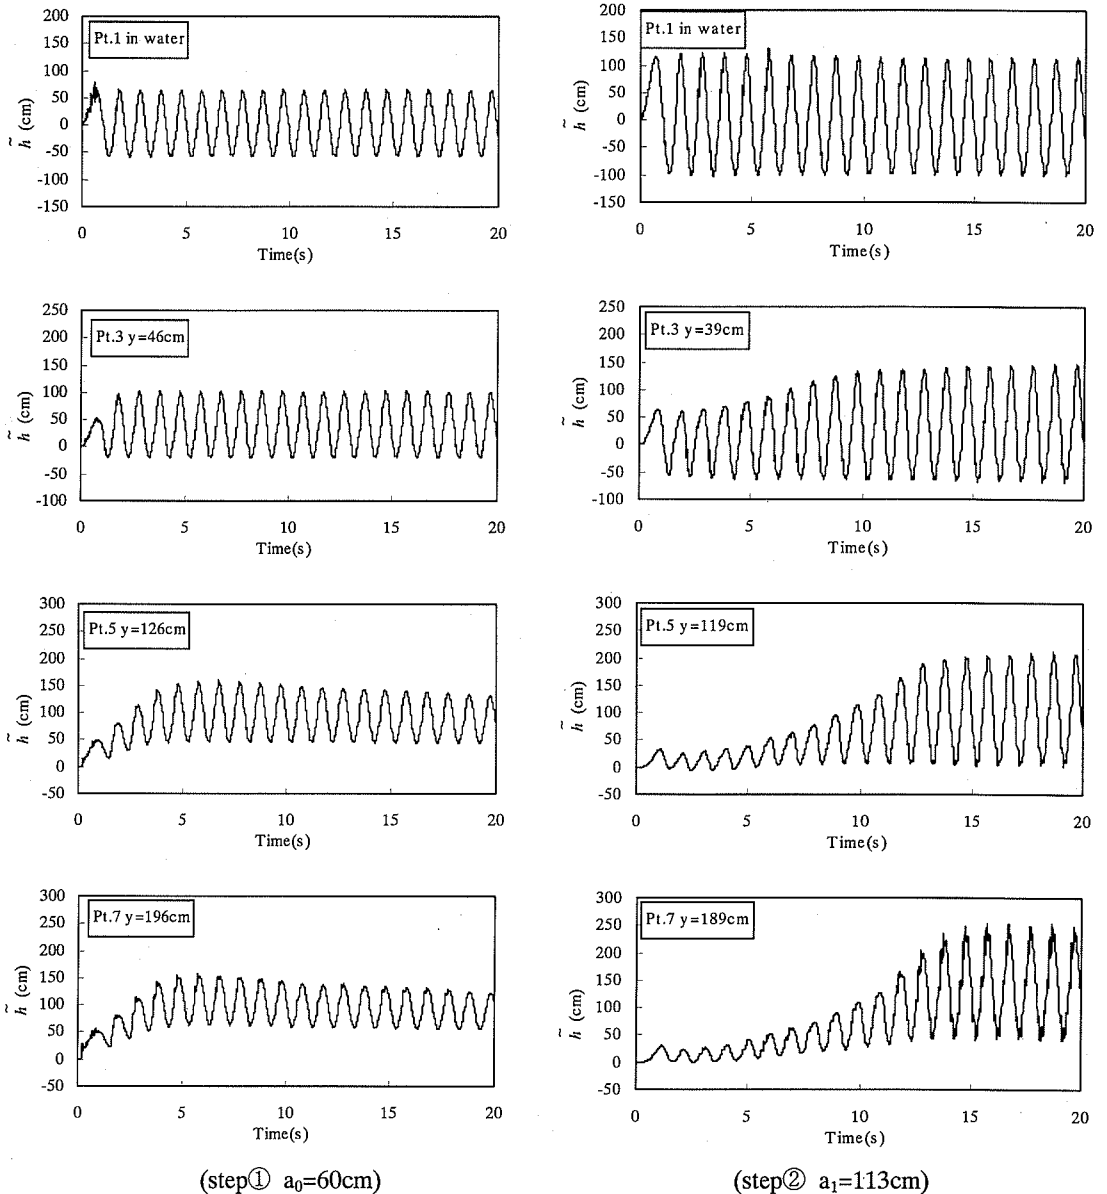 200
150
100
50
0
-50
-100
-150
h̃ (cm)
Pt.1 in water
0 5 10 15 20
Time(s)
200
150
100
50
0
-50
-100
-150
h̃ (cm)
Pt.1 in water
0 5 10 15 20
Time(s)
250
200
150
100
50
0
-50
-100
h̃ (cm)
Pt.3 y=46cm
0 5 10 15 20
Time(s)
250
200
150
100
50
0
-50
-100
h̃ (cm)
Pt.3 y=39cm
0 5 10 15 20
Time(s)
300
250
200
150
100
50
0
-50
h̃ (cm)
Pt.5 y=126cm
0 5 10 15 20
Time(s)
300
250
200
150
100
50
0
-50
h̃ (cm)
Pt.5 y=119cm
0 5 10 15 20
Time(s)
300
250
200
150
100
50
0
-50
h̃ (cm)
Pt.7 y=196cm
0 5 10 15 20
Time(s)
300
250
200
150
100
50
0
-50
h̃ (cm)
Pt.7 y=189cm
0 5 10 15 20
Time(s)
(step① a₀=60cm)
(step② a₁=113cm)